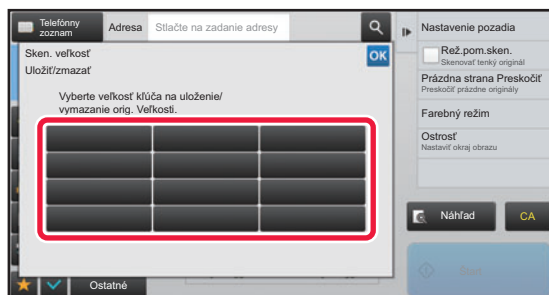 Telefónny
zoznam
Adresa
Stlačte na zadanie adresy
Sken. veľkosť
OK
Uložiť/zmazať
Vyberte veľkosť kľúča na uloženie/
vymazanie orig. Veľkosti.
Ostatné
Nastavenie pozadia
Rež.pom.sken.
Skenovať tenký originál
Prázdna strana Preskočiť
Preskočiť prázdne originály
Farebný režim
Ostrosť
Nastaviť okraj obrazu
Náhľad
CA
Štart